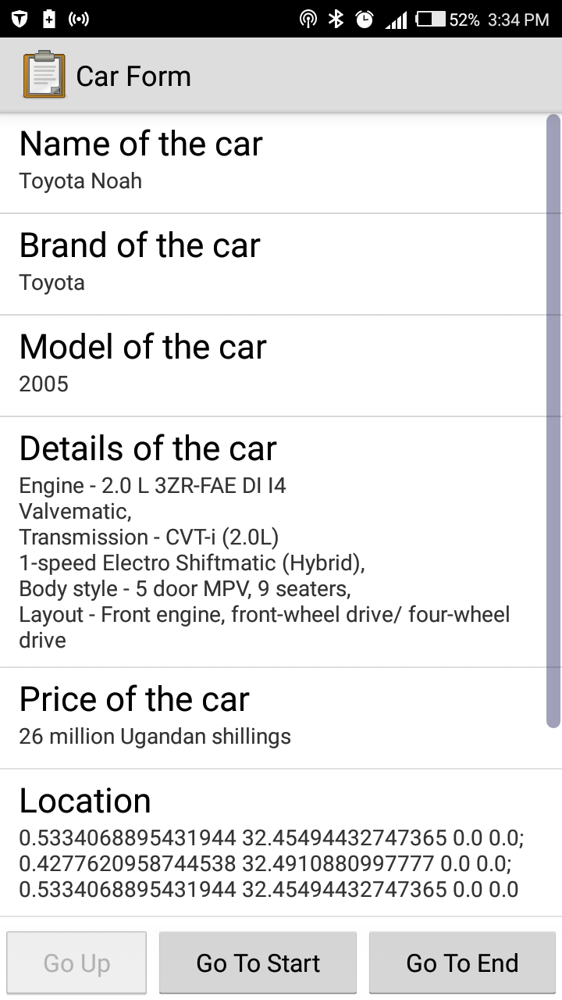 52% 3:34 PM
Car Form
Name of the car
Toyota Noah
Brand of the car
Toyota
Model of the car
2005
Details of the car
Engine - 2.0 L 3ZR-FAE DI I4
Valvematic,
Transmission - CVT-i (2.0L)
1-speed Electro Shiftmatic (Hybrid),
Body style - 5 door MPV, 9 seaters,
Layout - Front engine, front-wheel drive/ four-wheel
drive
Price of the car
26 million Ugandan shillings
Location
0.5334068895431944 32.45494432747365 0.0 0.0;
0.4277620958744538 32.4910880997777 0.0 0.0;
0.5334068895431944 32.45494432747365 0.0 0.0
Go Up Go To Start Go To End